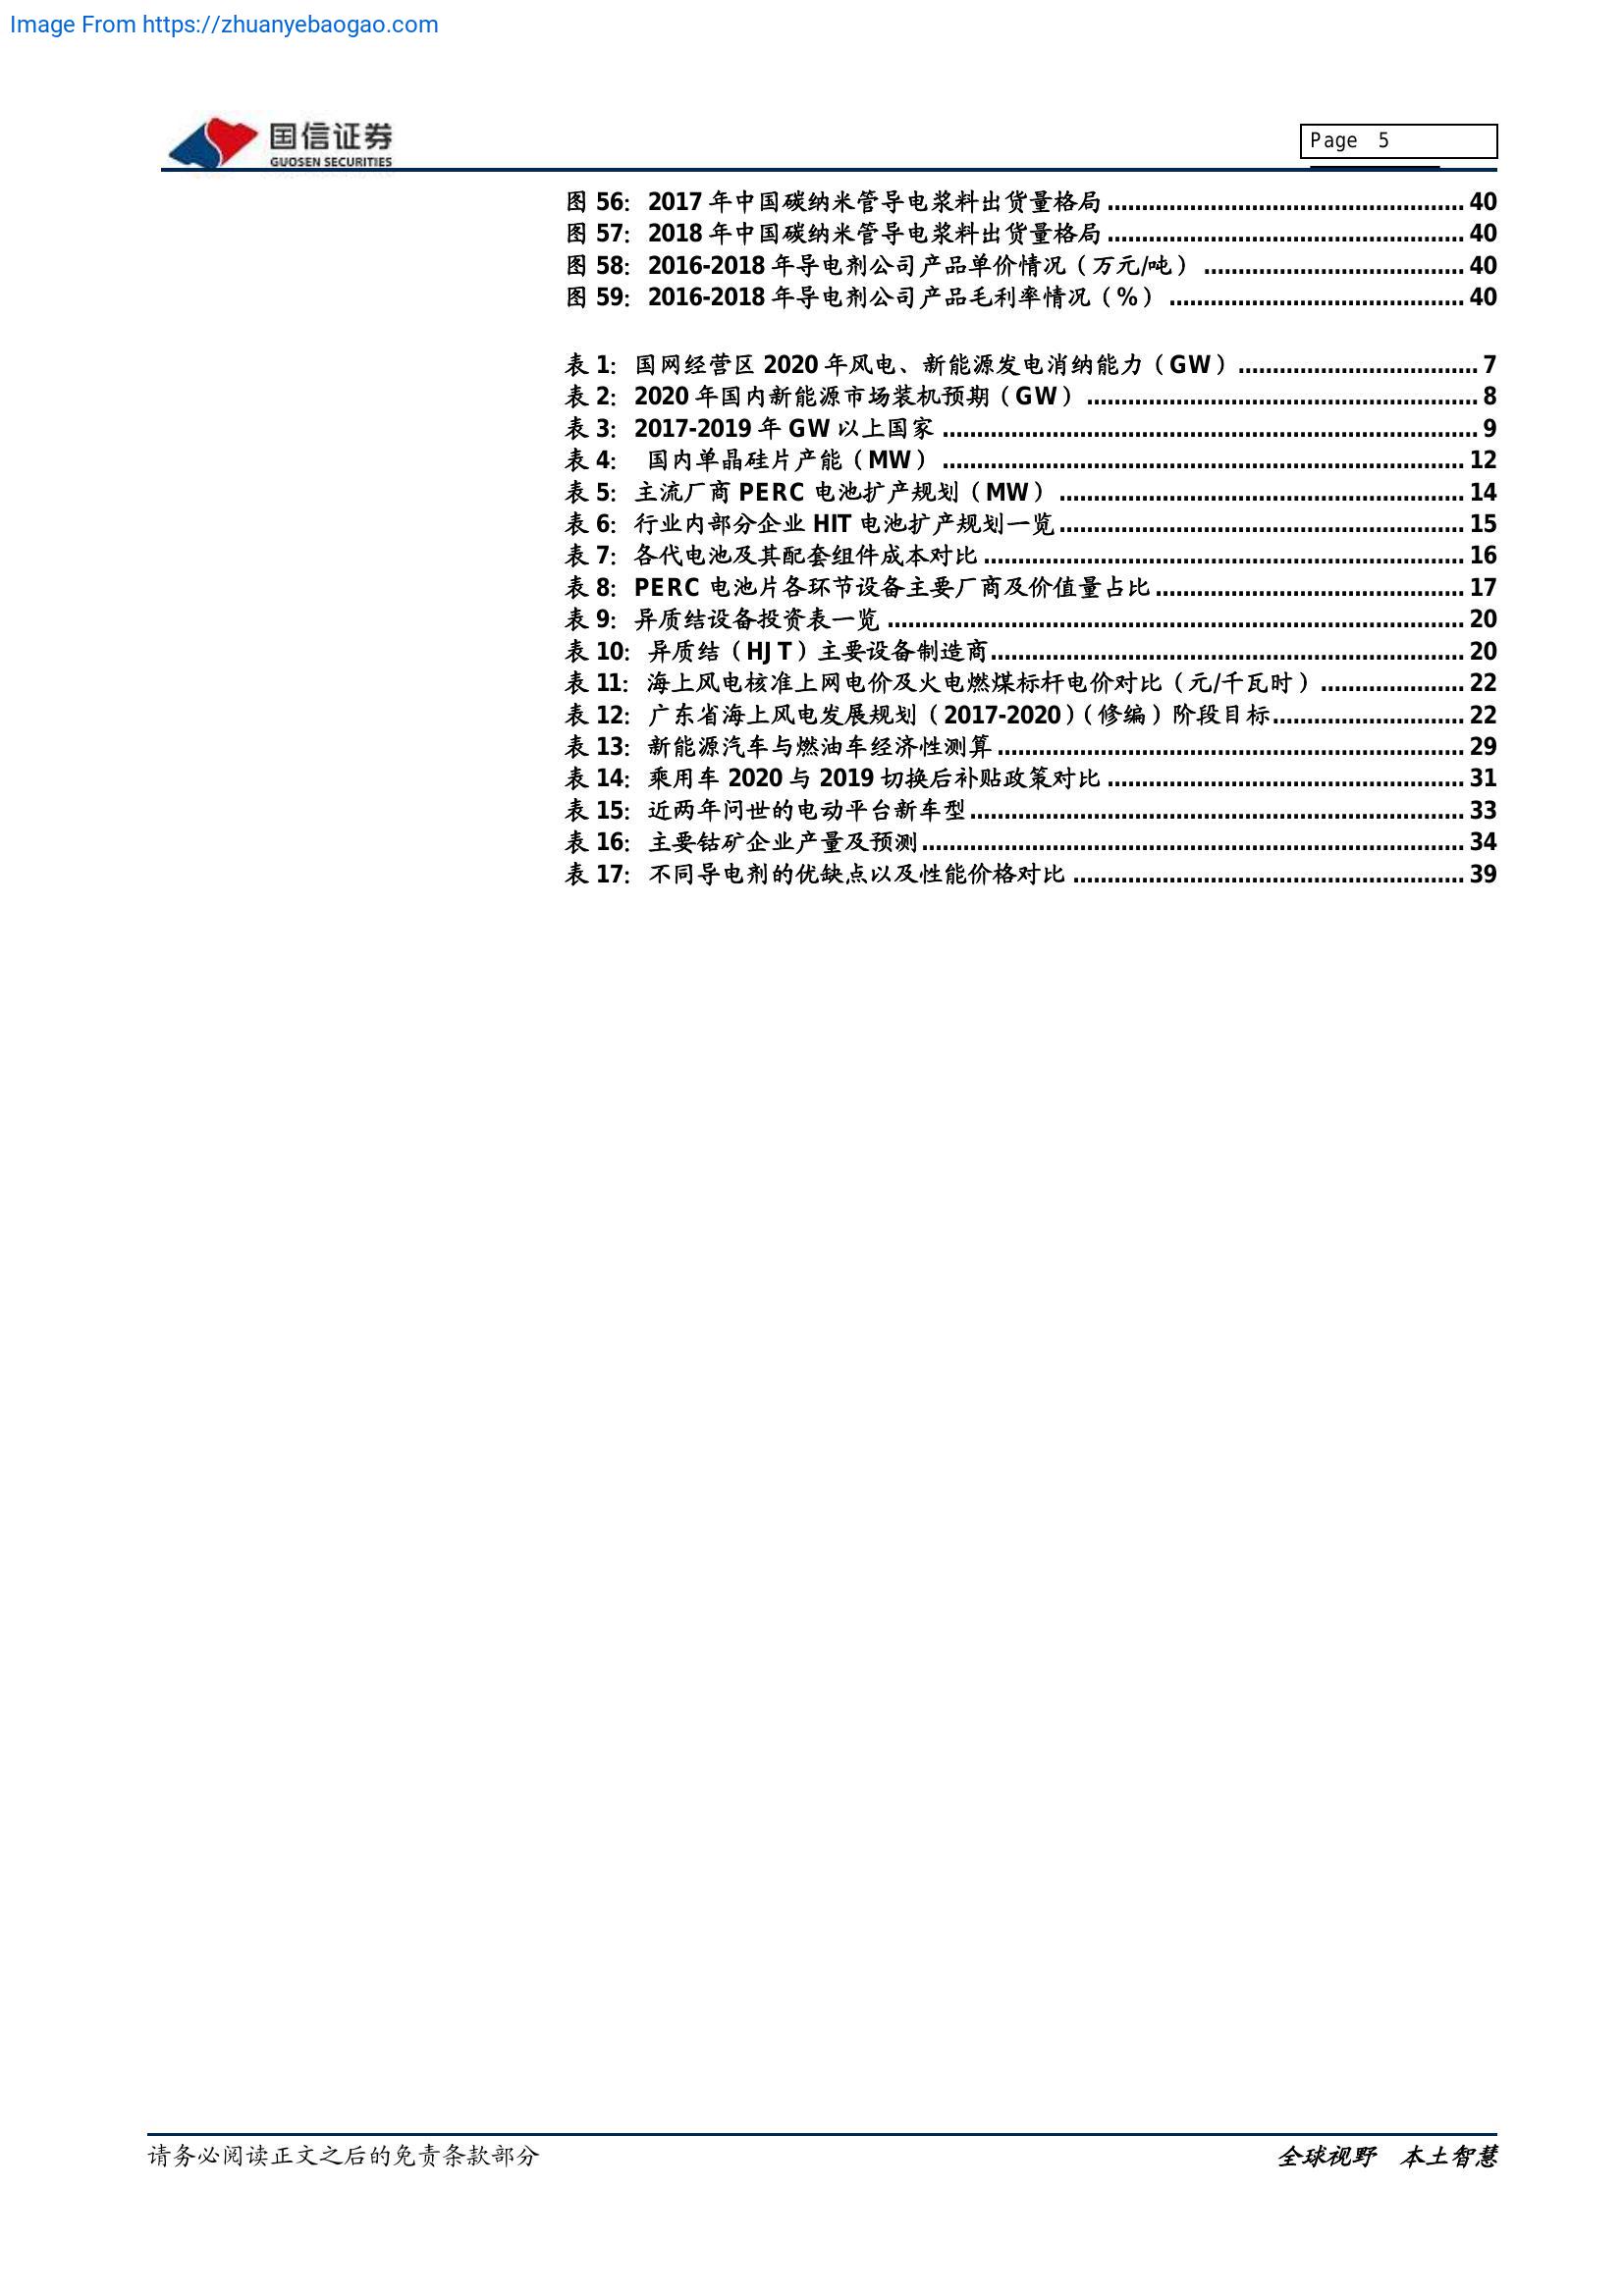 Image From https://zhuanyebaogao.com
国信证券
GUOSEN SECURITIES
Page 5
图 56：2017 年中国碳纳米管导电浆料出货量格局 .................................................... 40
图 57：2018 年中国碳纳米管导电浆料出货量格局 .................................................... 40
图 58：2016-2018 年导电剂公司产品单价情况（万元/吨） ...................................... 40
图 59：2016-2018 年导电剂公司产品毛利率情况（%） ........................................... 40
表 1：国网经营区 2020 年风电、新能源发电消纳能力（GW） ................................... 7
表 2：2020 年国内新能源市场装机预期（GW） ......................................................... 8
表 3：2017-2019 年 GW 以上国家 .............................................................................. 9
表 4： 国内单晶硅片产能（MW） ............................................................................ 12
表 5：主流厂商 PERC 电池扩产规划（MW） ........................................................... 14
表 6：行业内部分企业 HIT 电池扩产规划一览 ........................................................... 15
表 7：各代电池及其配套组件成本对比 ...................................................................... 16
表 8：PERC 电池片各环节设备主要厂商及价值量占比 ............................................. 17
表 9：异质结设备投资表一览 .................................................................................... 20
表 10：异质结（HJT）主要设备制造商..................................................................... 20
表 11：海上风电核准上网电价及火电燃煤标杆电价对比（元/千瓦时） ..................... 22
表 12：广东省海上风电发展规划（2017-2020）（修编）阶段目标............................ 22
表 13：新能源汽车与燃油车经济性测算 .................................................................... 29
表 14：乘用车 2020 与 2019 切换后补贴政策对比 .................................................... 31
表 15：近两年问世的电动平台新车型........................................................................ 33
表 16：主要钴矿企业产量及预测............................................................................... 34
表 17：不同导电剂的优缺点以及性能价格对比 ......................................................... 39
请务必阅读正文之后的免责条款部分
全球视野 本土智慧